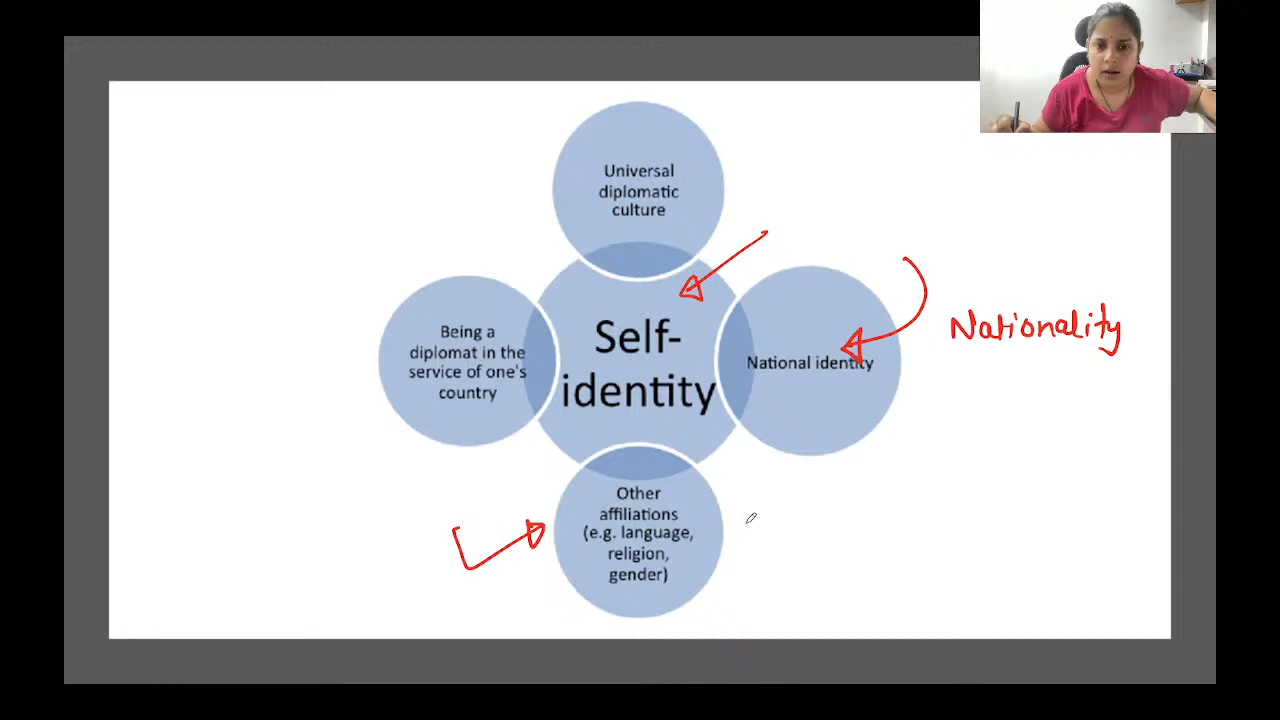 Universal
diplomatic
culture
Being a
diplomat in the
service of one's
country
Self-
identity
National identity
Nationality
Other
affiliations
(e.g. language,
religion,
gender)